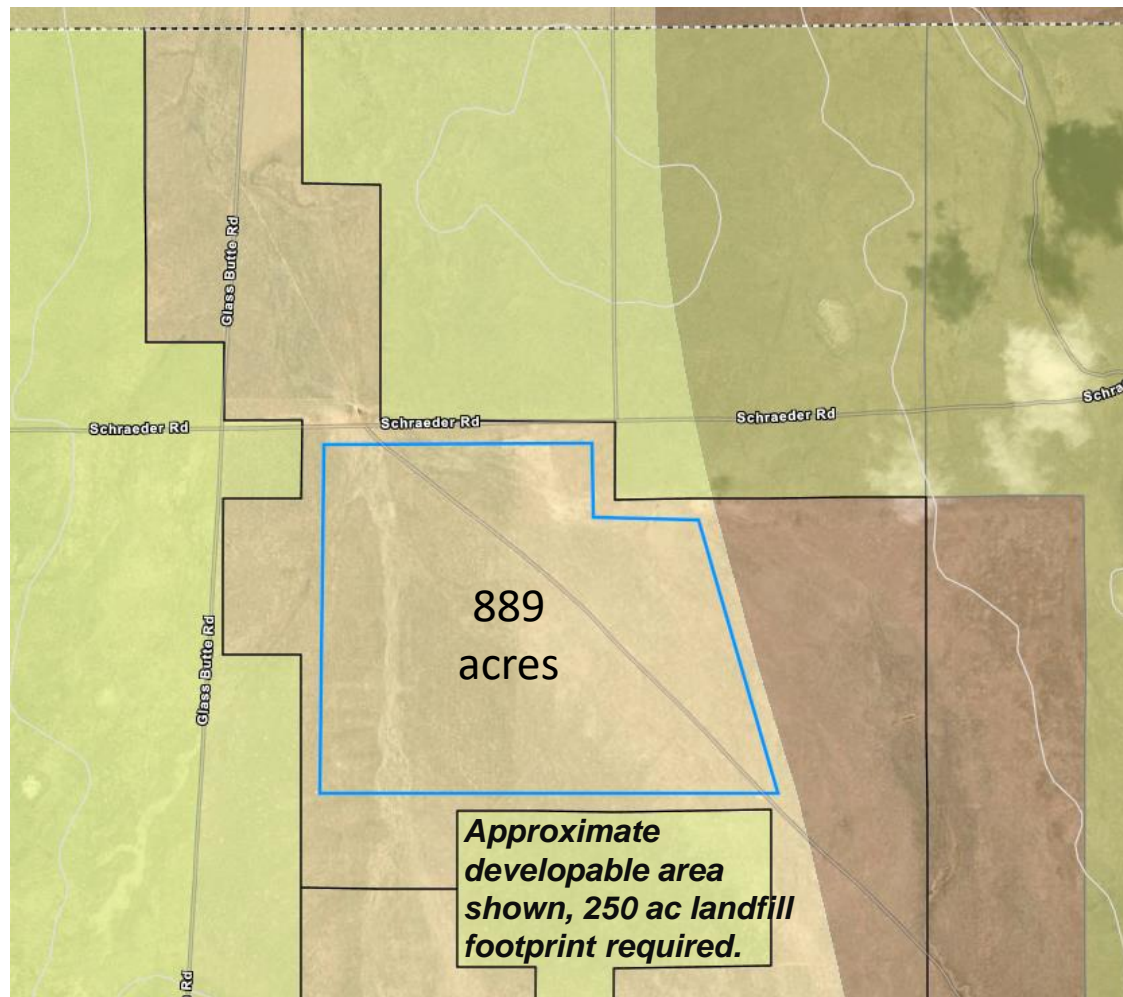 Glass Butte Rd
Schraeder Rd
Schraeder Rd
Schraeder Rd
Schra
889
acres
Glass Butte Rd
Approximate
developable area
shown, 250 ac landfill
footprint required.
Rd